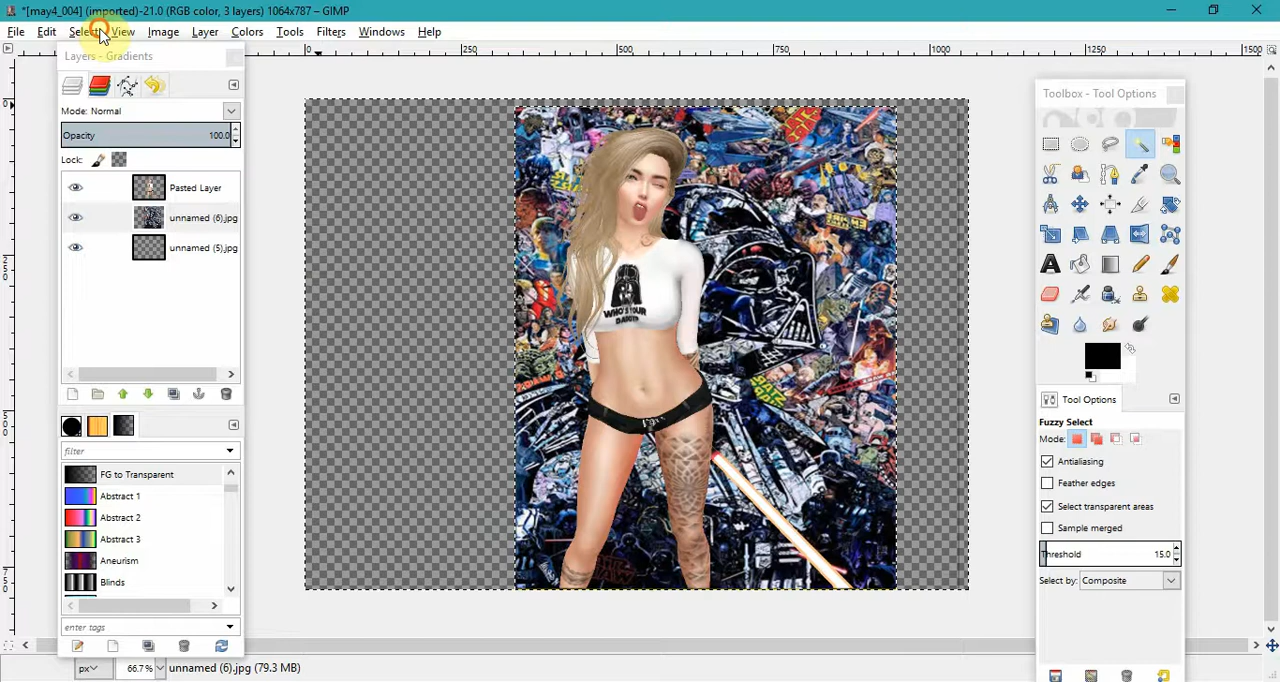 *[may4_004] (imported)-21.0 (RGB color, 3 layers) 1064x787 – GIMP
File Edit Select View Image Layer Colors Tools Filters Windows Help
Layers - Gradients
250 500 750 1000 1250 1500
Mode: Normal
Opacity 100.0
Lock:
Pasted Layer
unnamed (6).jpg
unnamed (5).jpg
filter
FG to Transparent
Abstract 1
Abstract 2
Abstract 3
Aneurism
Blinds
enter tags
px 66.7% unnamed (6).jpg (79.3 MB)
WHO'S YOUR
DADDY?
STAR
Toolbox - Tool Options
Tool Options
Fuzzy Select
Mode:
Antialiasing
Feather edges
Select transparent areas
Sample merged
Threshold 15.0
Select by: Composite